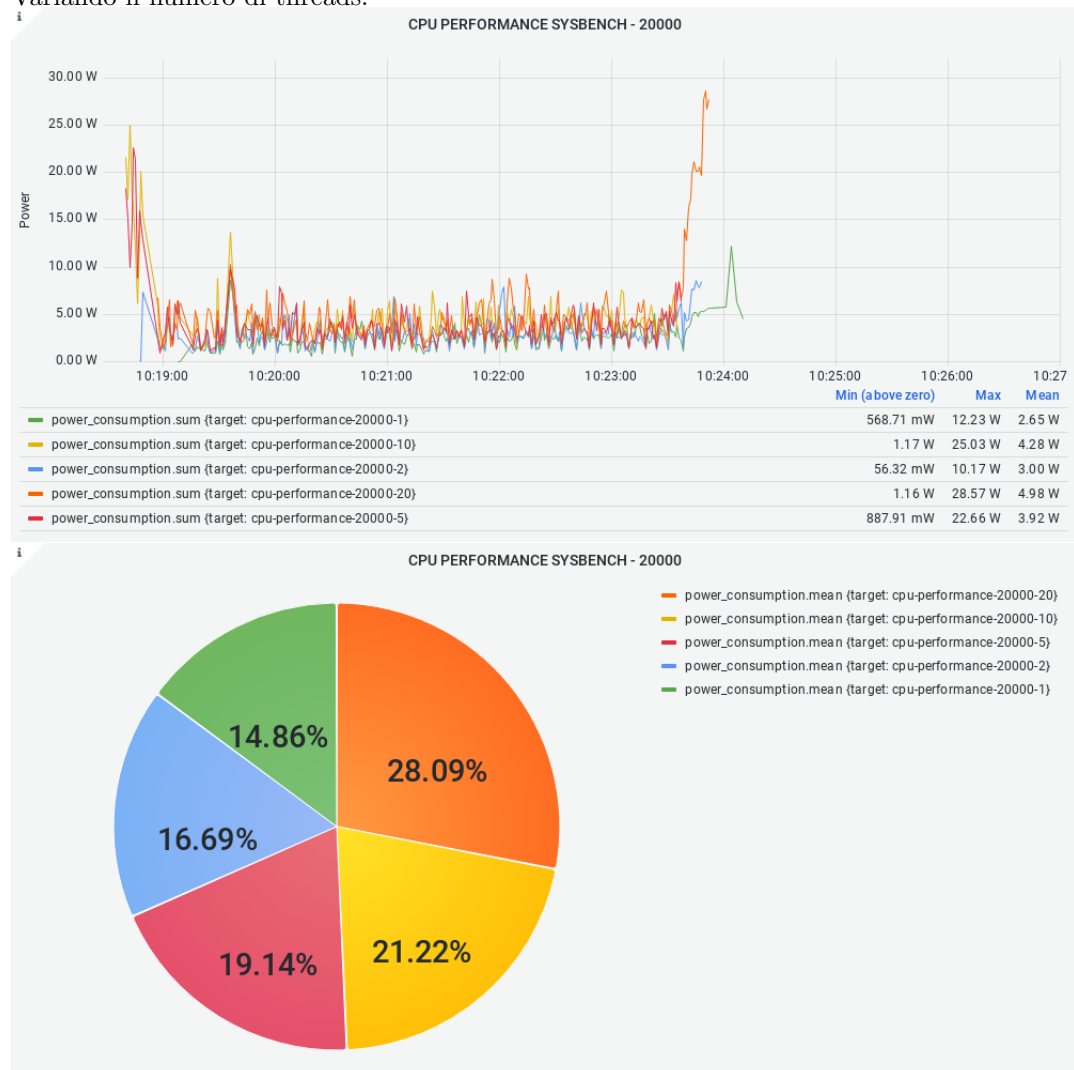 Variando il numero di threads.
i
CPU PERFORMANCE SYSBENCH - 20000
30.00 W
25.00 W
20.00 W
15.00 W
10.00 W
5.00 W
0.00 W
Power
10:19:00 10:20:00 10:21:00 10:22:00 10:23:00 10:24:00 10:25:00 10:26:00 10:27
Min (above zero) Max Mean
power_consumption.sum {target: cpu-performance-20000-1} 568.71 mW 12.23 W 2.65 W
power_consumption.sum {target: cpu-performance-20000-10} 1.17 W 25.03 W 4.28 W
power_consumption.sum {target: cpu-performance-20000-2} 56.32 mW 10.17 W 3.00 W
power_consumption.sum {target: cpu-performance-20000-20} 1.16 W 28.57 W 4.98 W
power_consumption.sum {target: cpu-performance-20000-5} 887.91 mW 22.66 W 3.92 W
i
CPU PERFORMANCE SYSBENCH - 20000
power_consumption.mean {target: cpu-performance-20000-20}
power_consumption.mean {target: cpu-performance-20000-10}
power_consumption.mean {target: cpu-performance-20000-5}
power_consumption.mean {target: cpu-performance-20000-2}
power_consumption.mean {target: cpu-performance-20000-1}
14.86%
28.09%
16.69%
19.14%
21.22%